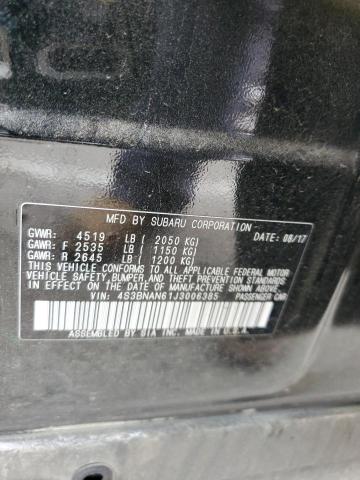 MFD BY SUBARU CORPORATION DATE: 08/17
GVWR: 4519 LB ( 2050 KG)
GAWR: F 2535 LB ( 1150 KG)
GAWR: R 2645 LB ( 1200 KG)
THIS VEHICLE CONFORMS TO ALL APPLICABLE FEDERAL MOTOR
VEHICLE SAFETY, BUMPER, AND THEFT PREVENTION STANDARDS
IN EFFECT ON THE DATE OF MANUFACTURE SHOWN ABOVE.
VIN: 4S3BNAN61J3006385 PASSENGER CAR
ASSEMBLED BY SIA INC. MADE IN U.S.A.